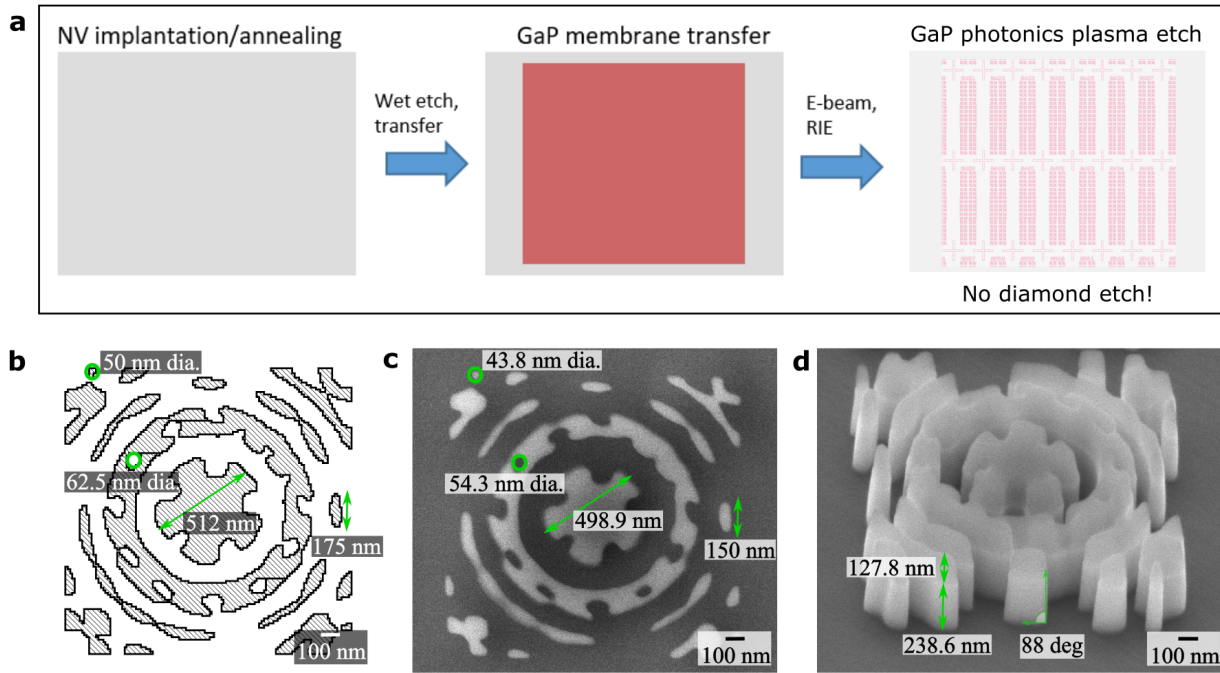 a
NV implantation/annealing
GaP membrane transfer
GaP photonics plasma etch
Wet etch,
transfer
E-beam,
RIE
No diamond etch!
b
50 nm dia.
62.5 nm dia.
512 nm
175 nm
100 nm
c
43.8 nm dia.
54.3 nm dia.
498.9 nm
150 nm
100 nm
d
127.8 nm
238.6 nm
88 deg
100 nm